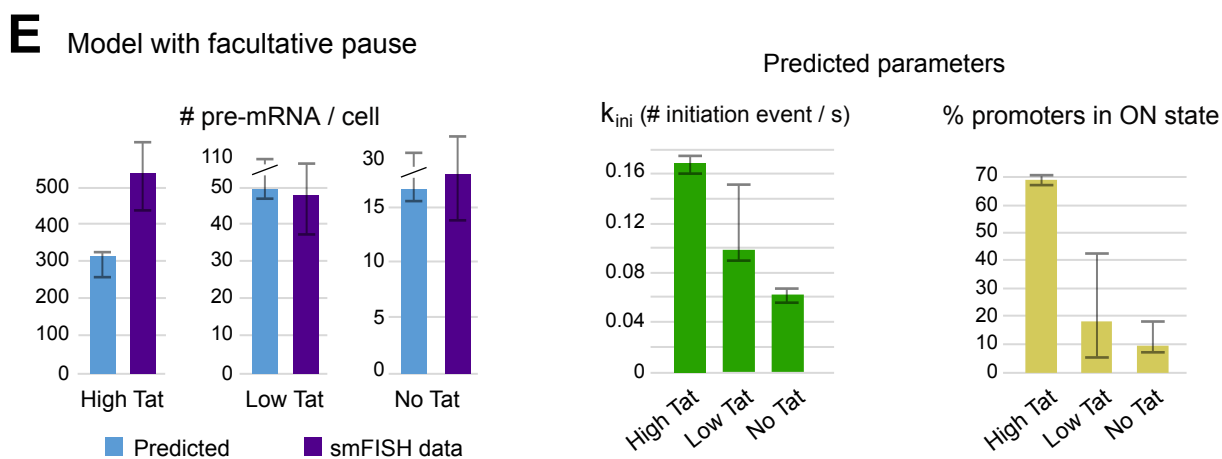 E Model with facultative pause
Predicted parameters
# pre-mRNA / cell
kini (# initiation event / s)
% promoters in ON state
500
400
300
200
100
0
110
50
40
30
20
10
0
30
15
10
5
0
High Tat
Low Tat
No Tat
Predicted
smFISH data
0.16
0.12
0.08
0.04
0
High Tat
Low Tat
No Tat
70
60
50
40
30
20
10
0
High Tat
Low Tat
No Tat